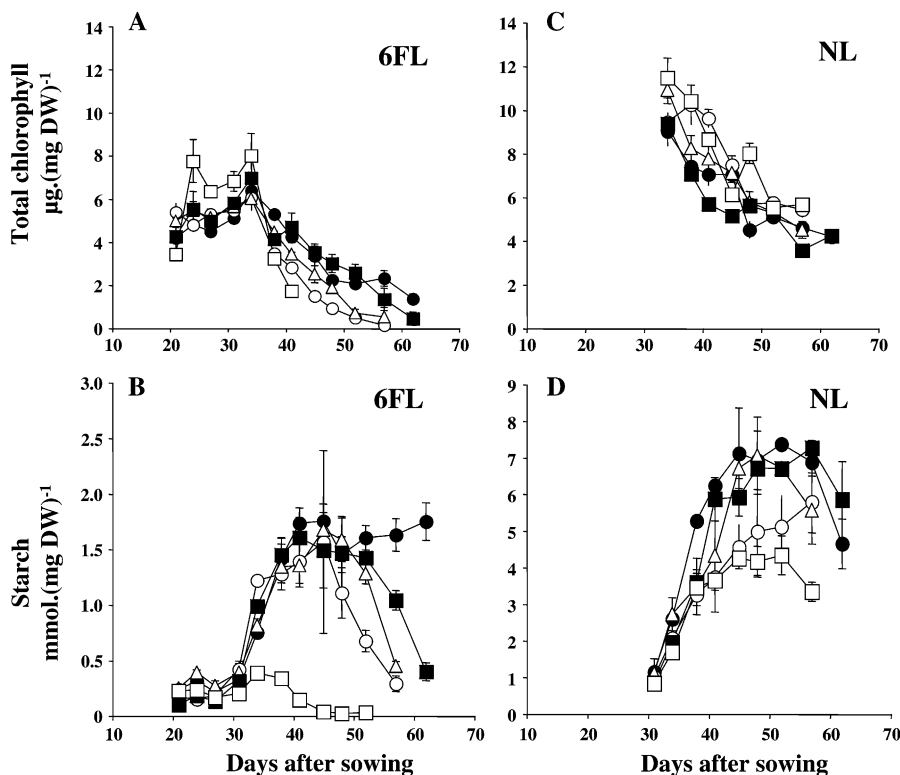 A
C
14
12
10
8
6
4
2
0
6FL
14
12
10
8
6
4
2
0
NL
Total chlorophyll
µg.(mg DW)-1
10 20 30 40 50 60 70
10 20 30 40 50 60 70
B
D
3.0
2.5
2.0
1.5
1.0
0.5
0
6FL
9
8
7
6
5
4
3
2
1
0
NL
Starch
mmol.(mg DW)-1
10 20 30 40 50 60 70
10 20 30 40 50 60 70
Days after sowing
Days after sowing